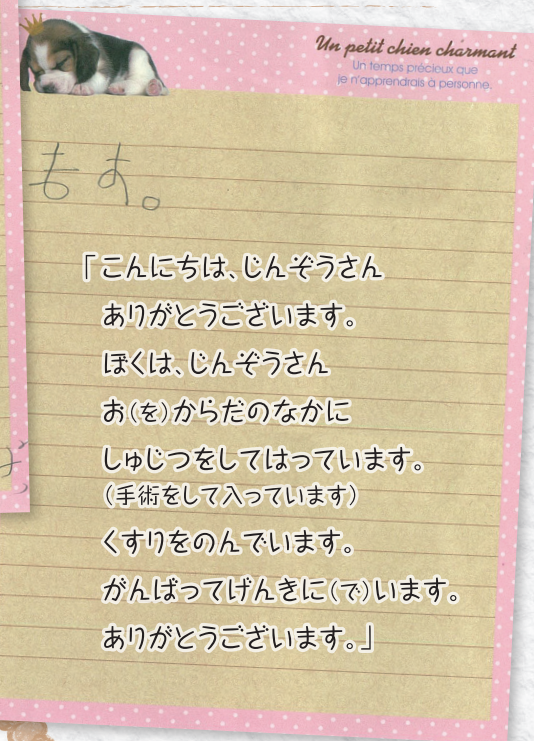 Un petit chien charmant
Un temps précieux que
je n'apprendrais à personne.
ます。
「こんにちは、じんぞうさん
ありがとうございます。
ぼくは、じんぞうさん
お(を)からだのなかに
しゅじつをしてはっています。
(手術をして入っています)
くすりをのんでいます。
がんばってげんきに(で)います。
ありがとうございます。」